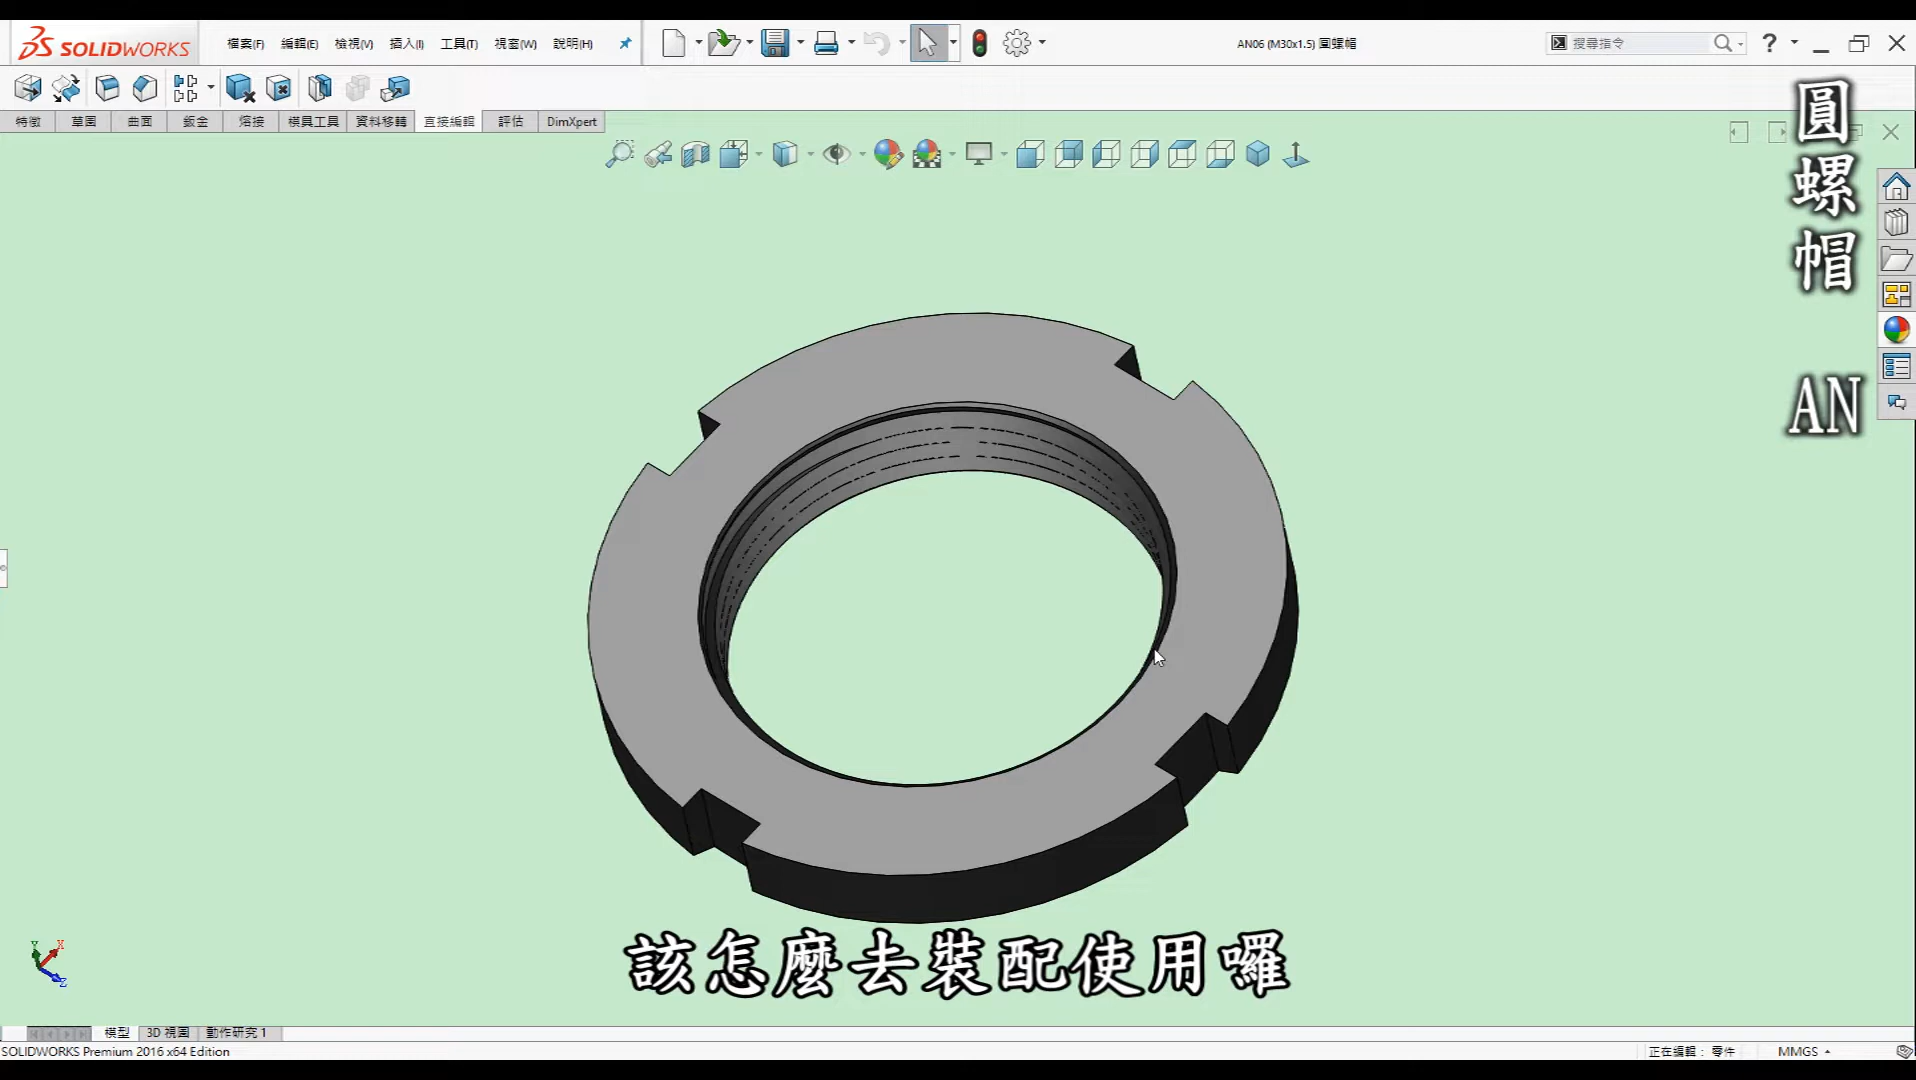 SOLIDWORKS
檔案(F) 編輯(E) 檢視(V) 插入(I) 工具(T) 視窗(W) 說明(H)
AN06 (M30x1.5) 圓螺帽
搜尋指令
特徵 草圖 曲面 鈑金 熔接 模具工具 資料移轉 直接編輯 評估 DimXpert
圓螺帽 AN
該怎麼去裝配使用囉
Y X Z
模型 3D 視圖 動作研究 1
SOLIDWORKS Premium 2016 x64 Edition
正在編輯： 零件 MMGS